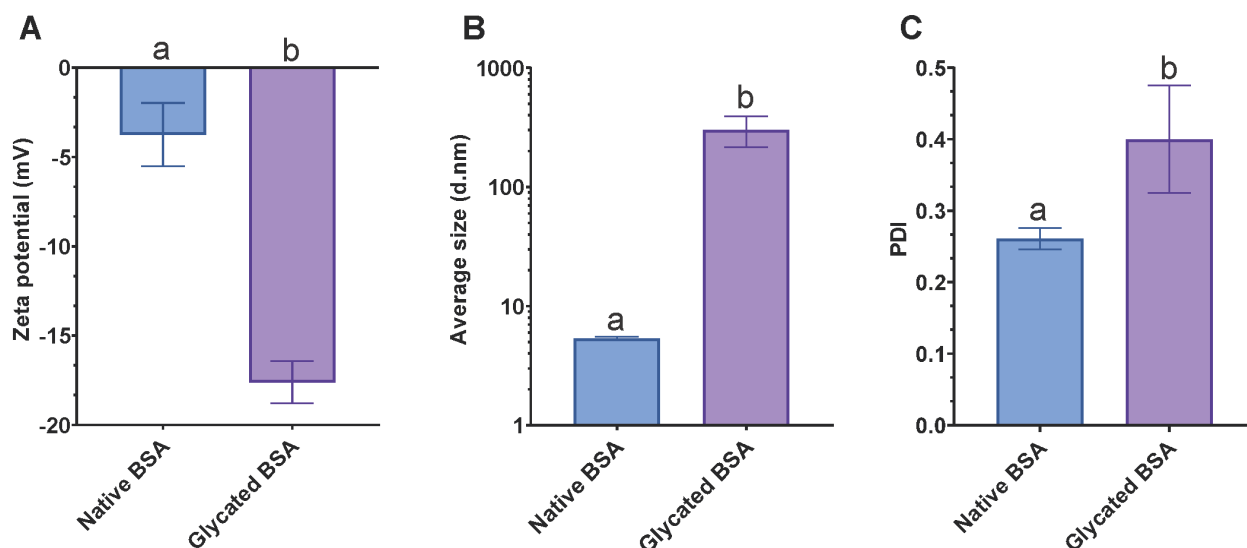 A
a
b
0
-5
-10
-15
-20
Zeta potential (mV)
Native BSA
Glycated BSA
B
1000
100
10
1
Average size (d.nm)
a
b
Native BSA
Glycated BSA
C
0.5
0.4
0.3
0.2
0.1
0.0
PDI
a
b
Native BSA
Glycated BSA